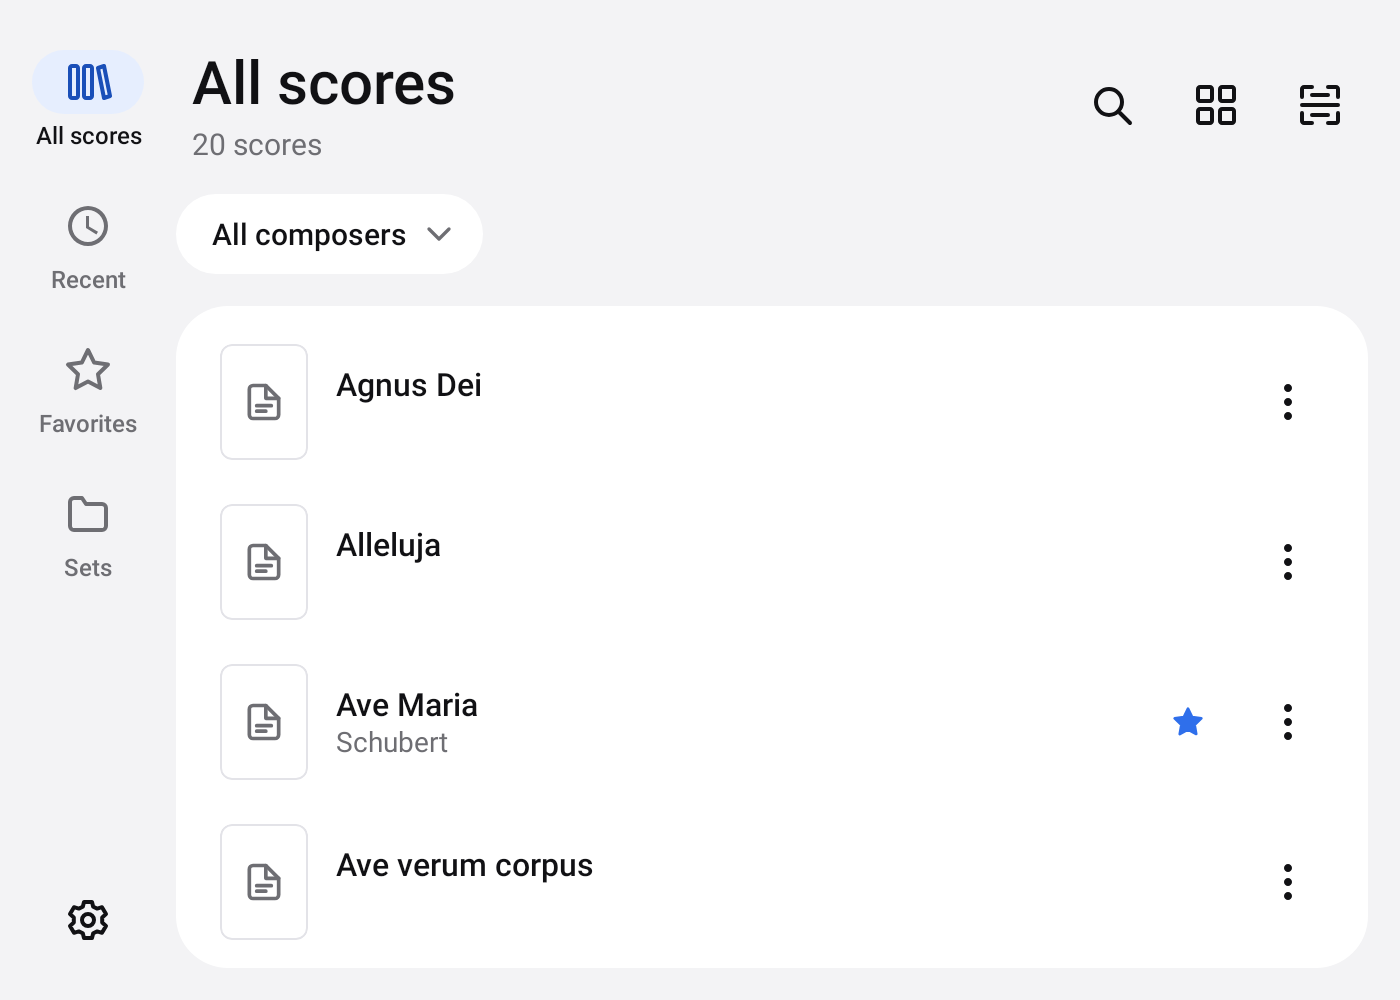 All scores
All scores
20 scores
Recent
Favorites
Sets
All composers
Agnus Dei
Alleluja
Ave Maria
Schubert
Ave verum corpus